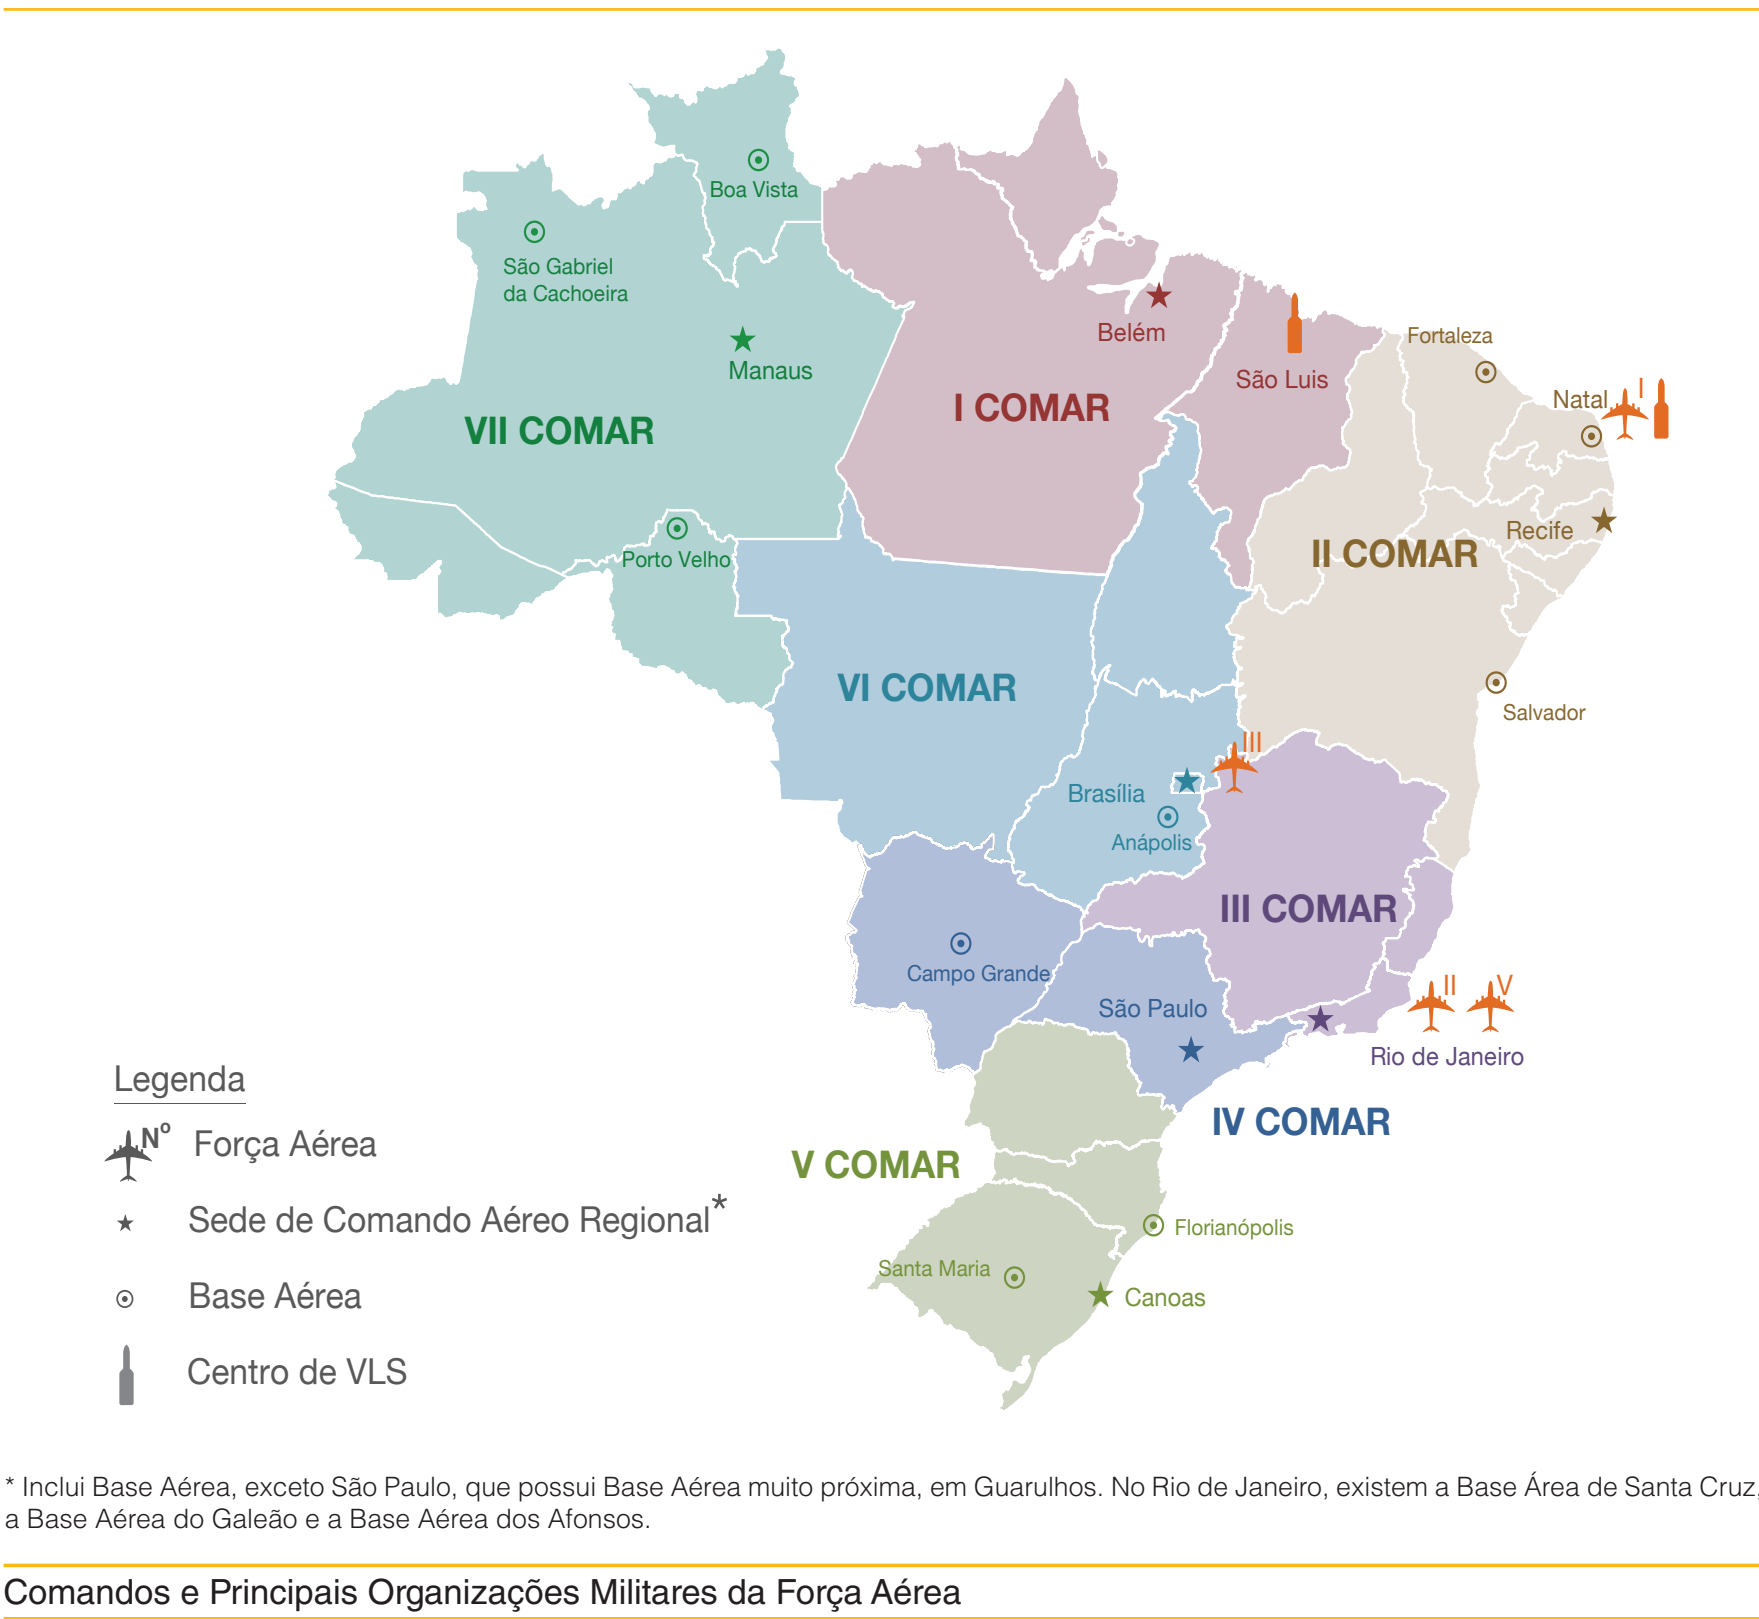 Boa Vista
São Gabriel
da Cachoeira
Manaus
Belém
São Luis
Fortaleza
Natal
I
VII COMAR
I COMAR
Recife
II COMAR
Porto Velho
VI COMAR
Salvador
III
Brasília
Anápolis
III COMAR
Campo Grande
São Paulo
II
V
Rio de Janeiro
IV COMAR
V COMAR
Florianópolis
Santa Maria
Canoas
Legenda
Nº Força Aérea
Sede de Comando Aéreo Regional*
Base Aérea
Centro de VLS
* Inclui Base Aérea, exceto São Paulo, que possui Base Aérea muito próxima, em Guarulhos. No Rio de Janeiro, existem a Base Área de Santa Cruz,
a Base Aérea do Galeão e a Base Aérea dos Afonsos.
Comandos e Principais Organizações Militares da Força Aérea